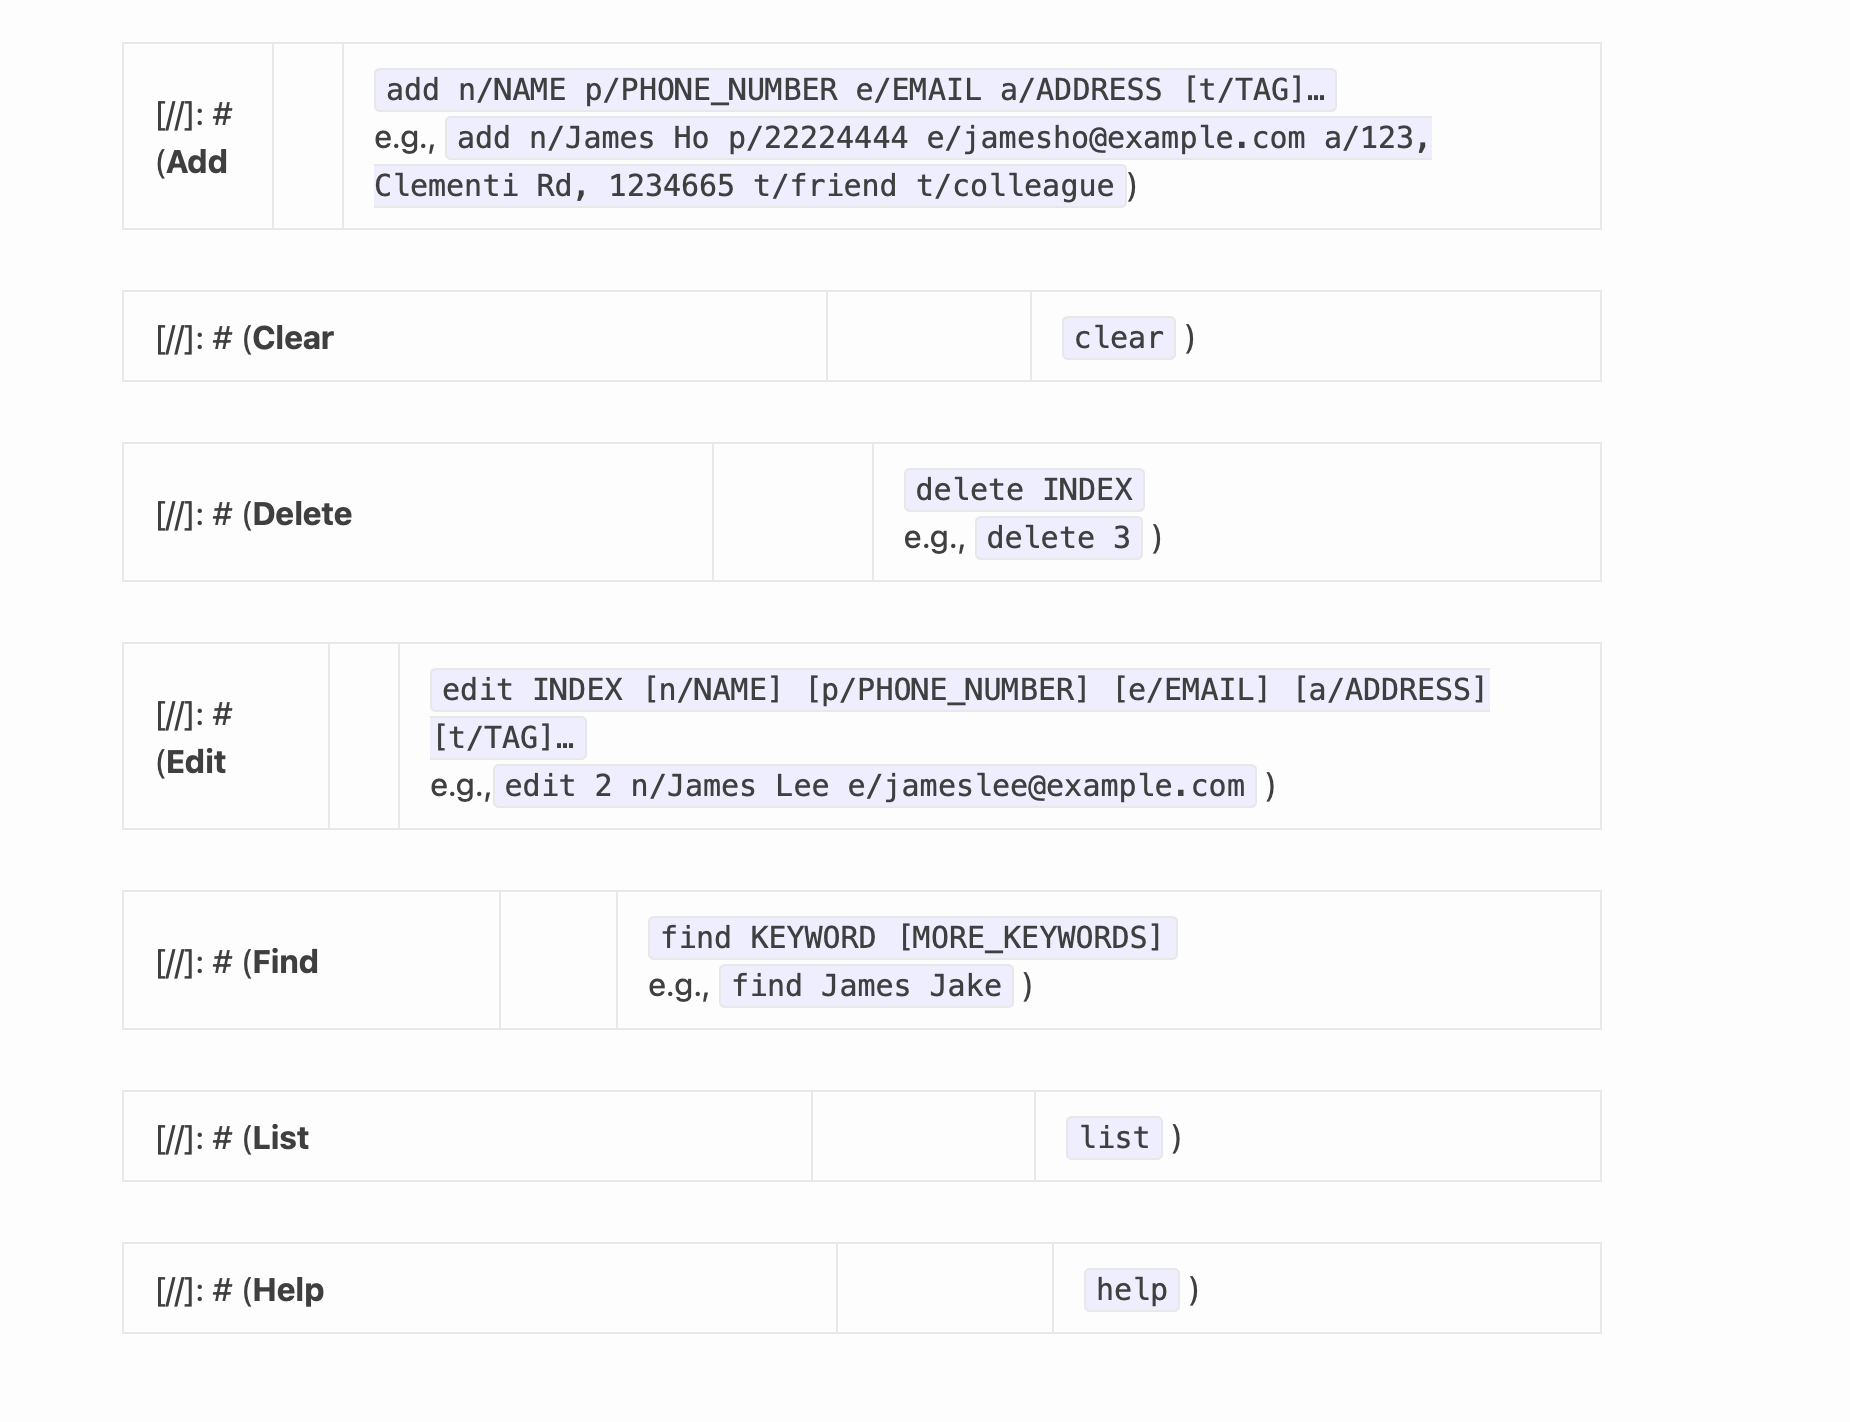 [//]: #
(Add
add n/NAME p/PHONE_NUMBER e/EMAIL a/ADDRESS [t/TAG]…
e.g., add n/James Ho p/22224444 e/jamesho@example.com a/123,
Clementi Rd, 1234665 t/friend t/colleague)
[//]: # (Clear
clear )
[//]: # (Delete
delete INDEX
e.g., delete 3 )
[//]: #
(Edit
edit INDEX [n/NAME] [p/PHONE_NUMBER] [e/EMAIL] [a/ADDRESS]
[t/TAG]…
e.g., edit 2 n/James Lee e/jameslee@example.com )
[//]: # (Find
find KEYWORD [MORE_KEYWORDS]
e.g., find James Jake )
[//]: # (List
list )
[//]: # (Help
help )